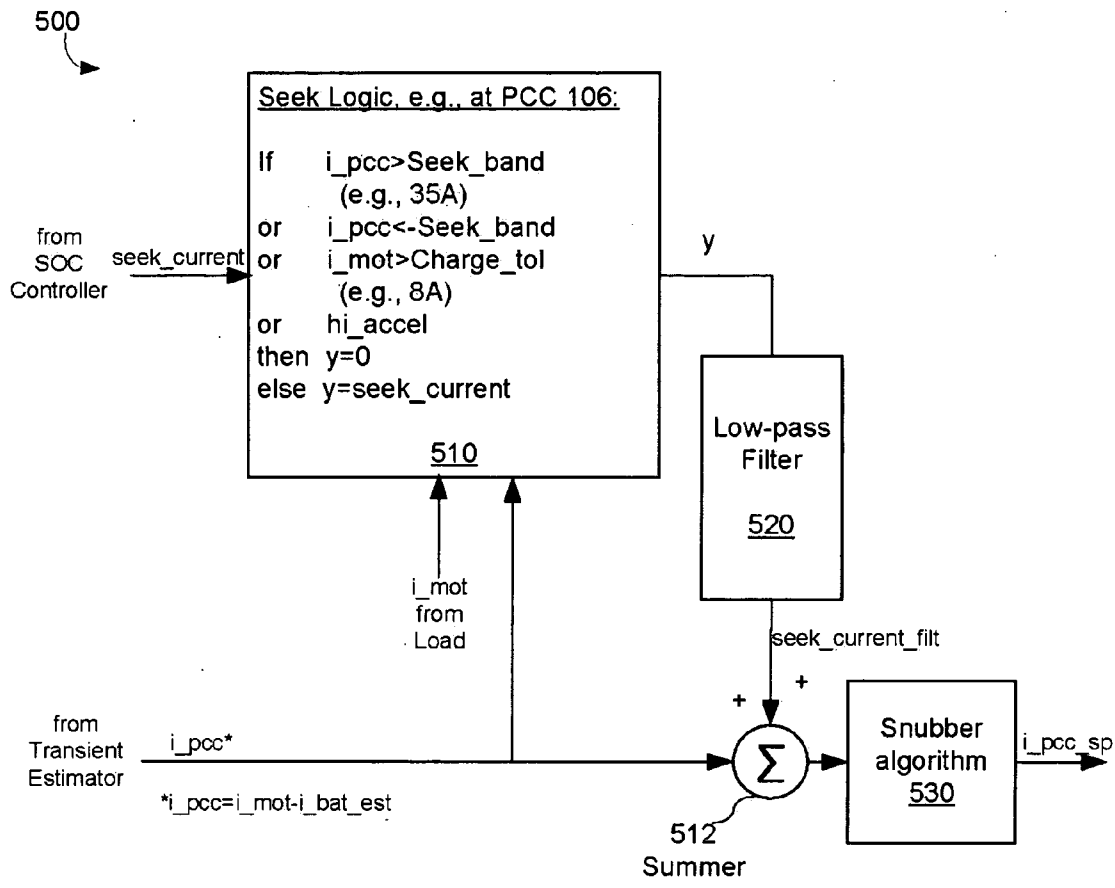 500
Seek Logic, e.g., at PCC 106:
If i_pcc>Seek_band
(e.g., 35A)
or i_pcc<-Seek_band
or i_mot>Charge_tol
(e.g., 8A)
or hi_accel
then y=0
else y=seek_current
510
from
SOC
Controller
seek_current
y
Low-pass
Filter
520
i_mot
from
Load
seek_current_filt
+
+
from
Transient
Estimator
i_pcc*
*i_pcc=i_mot-i_bat_est
Σ
512
Summer
Snubber
algorithm
530
i_pcc_sp